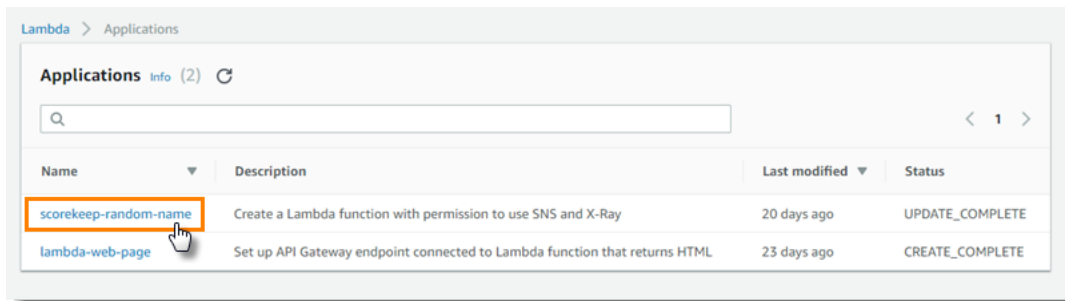 Lambda > Applications
Applications Info (2)
< 1 >
Name Description Last modified Status
scorekeep-random-name Create a Lambda function with permission to use SNS and X-Ray 20 days ago UPDATE_COMPLETE
lambda-web-page Set up API Gateway endpoint connected to Lambda function that returns HTML 23 days ago CREATE_COMPLETE